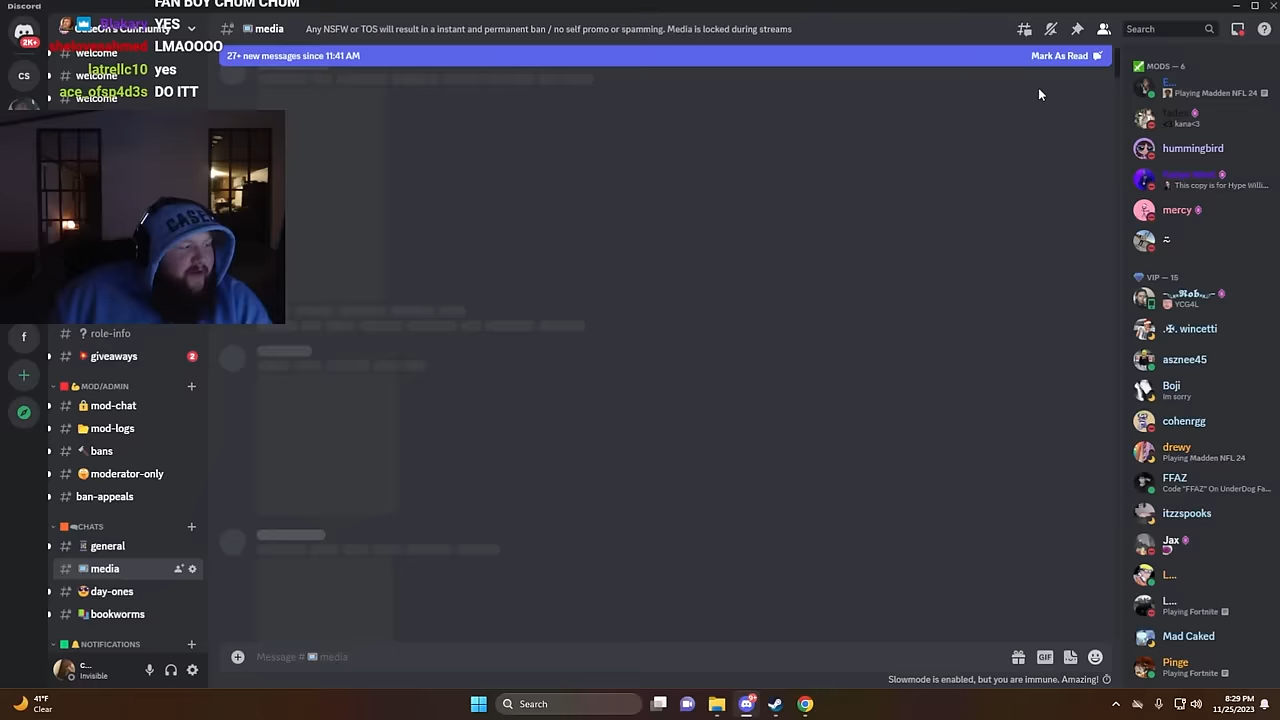 Discord
FAN BOY CHUM CHUM
Blakary YES
LMAOOOO
latrellc10 yes
ace_ofsp4d3s DO ITT
2K+
CS
Community
welcome
welcome
welcome
f
role-info
giveaways 2
MOD/ADMIN
mod-chat
mod-logs
bans
moderator-only
ban-appeals
CHATS
general
media
day-ones
bookworms
NOTIFICATIONS
c...
Invisible
media Any NSFW or TOS will result in a instant and permanent ban / no self promo or spamming. Media is locked during streams
Search
27+ new messages since 11:41 AM
Mark As Read
CASE
Message # media
GIF
Slowmode is enabled, but you are immune. Amazing!
MODS — 6
E...
Playing Madden NFL 24
<3 kana<3
hummingbird
This copy is for Hype Willi...
mercy
VIP — 15
YCG4L
wincetti
asznee45
Boji
Im sorry
cohenrgg
drewy
Playing Madden NFL 24
FFAZ
Code "FFAZ" On UnderDog Fa...
itzzspooks
Jax
L...
L...
Playing Fortnite
Mad Caked
Pinge
Playing Fortnite
41°F
Clear
Search
8:29 PM
11/25/2023